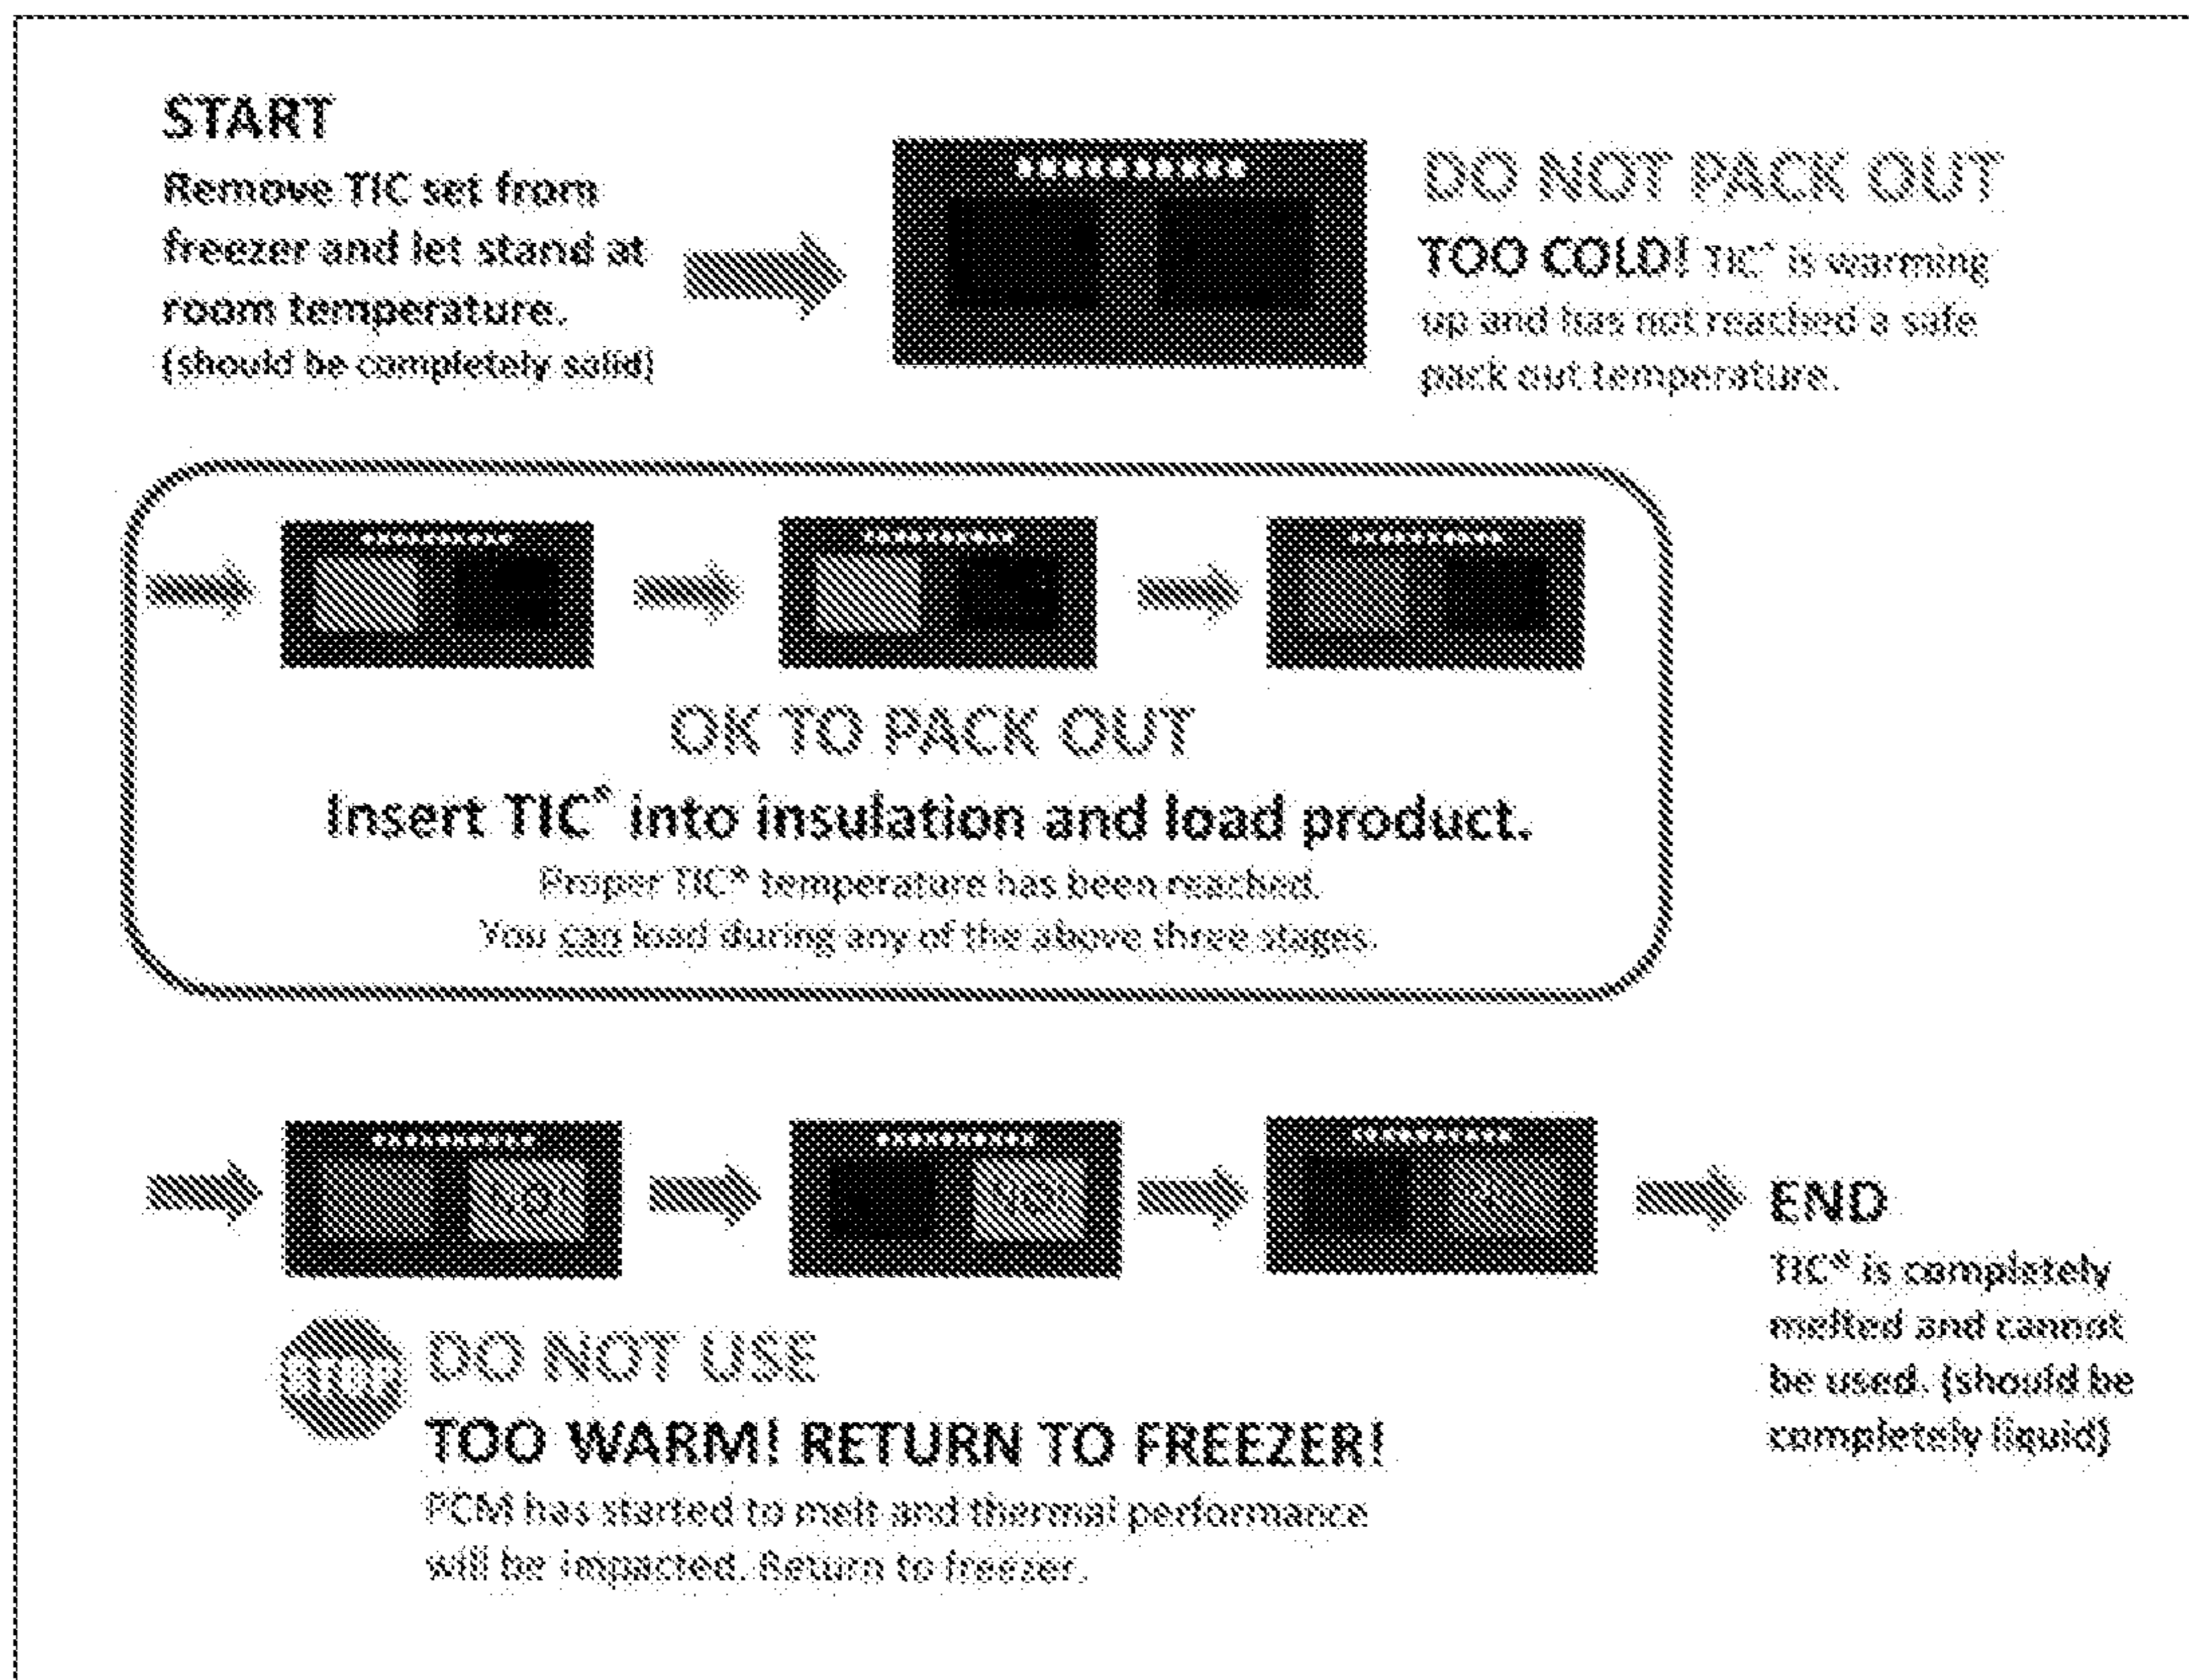 START
Remove TIC set from
freezer and let stand at
room temperature.
(should be completely solid)
DO NOT PACK OUT
TOO COLD! TIC® is warming
up and has not reached a safe
pack out temperature.
OK TO PACK OUT
Insert TIC® into insulation and load product.
Proper TIC® temperature has been reached.
You can load during any of the above three stages.
NO!
NO!
STOP
DO NOT USE
TOO WARM! RETURN TO FREEZER!
PCM has started to melt and thermal performance
will be impacted. Return to freezer.
END
TIC® is completely
melted and cannot
be used. (should be
completely liquid)